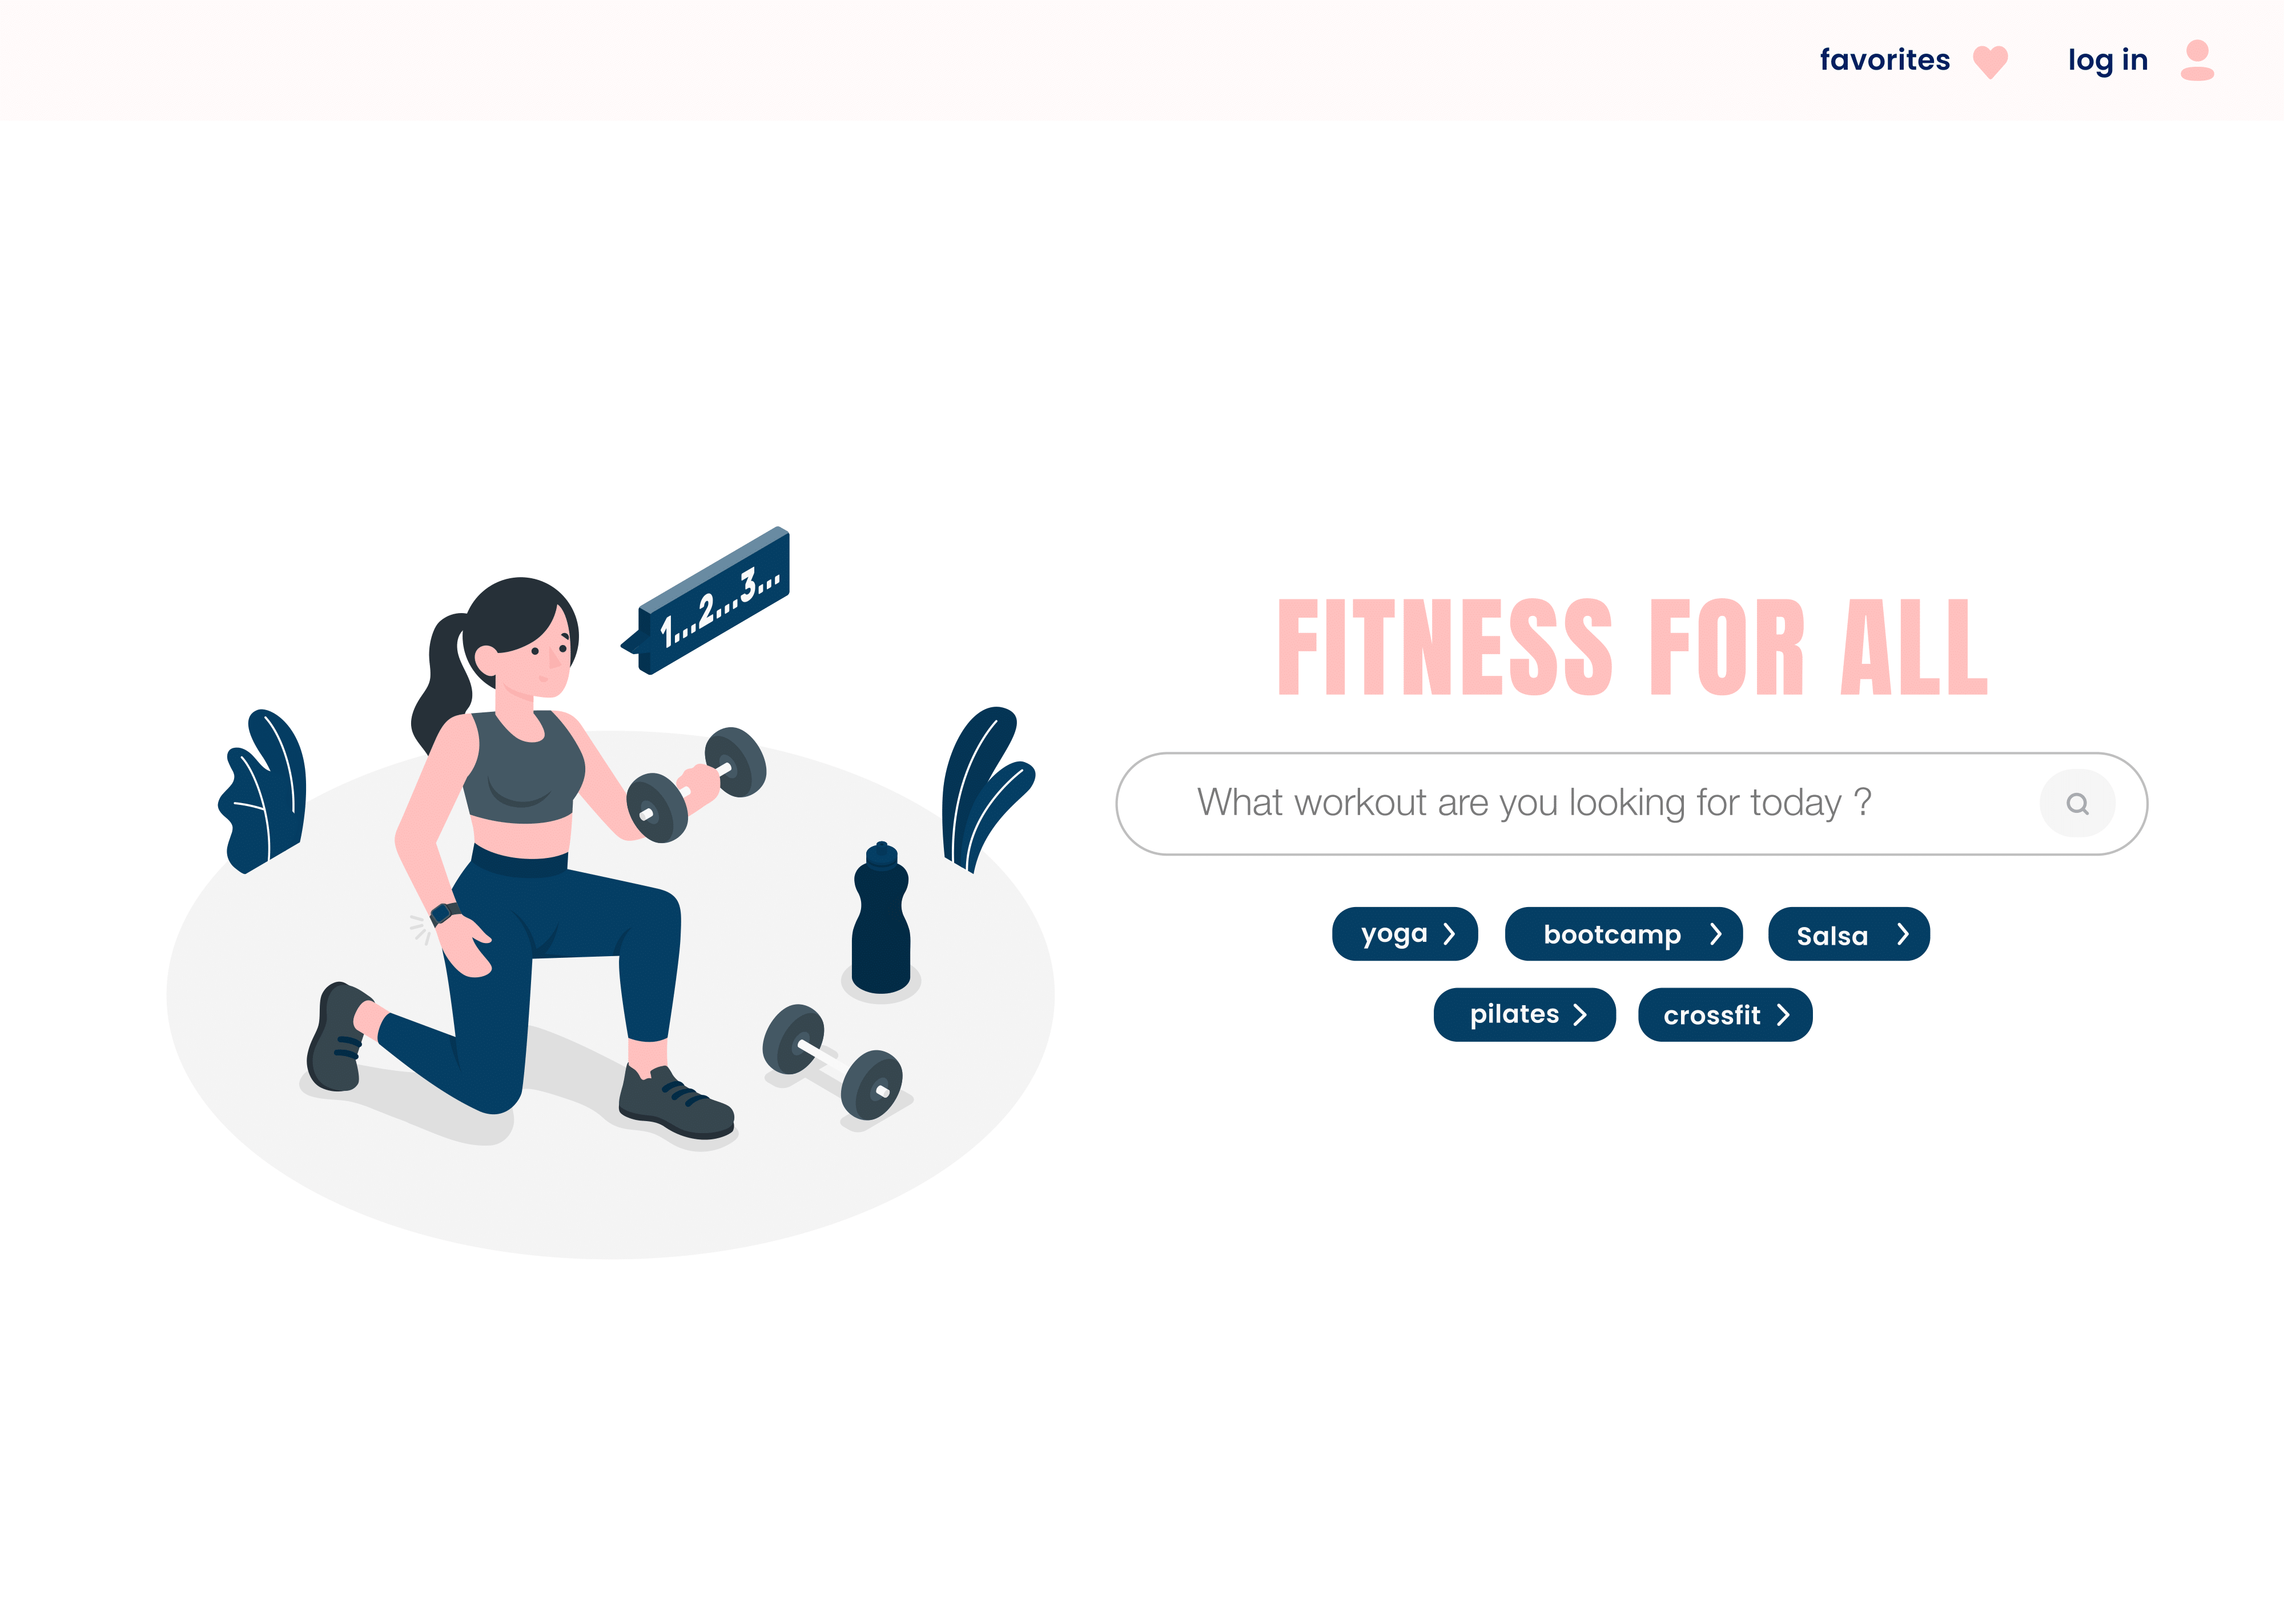 favorites
log in
1...2...3...
FITNESS FOR ALL
What workout are you looking for today ?
yoga
bootcamp
Salsa
pilates
crossfit